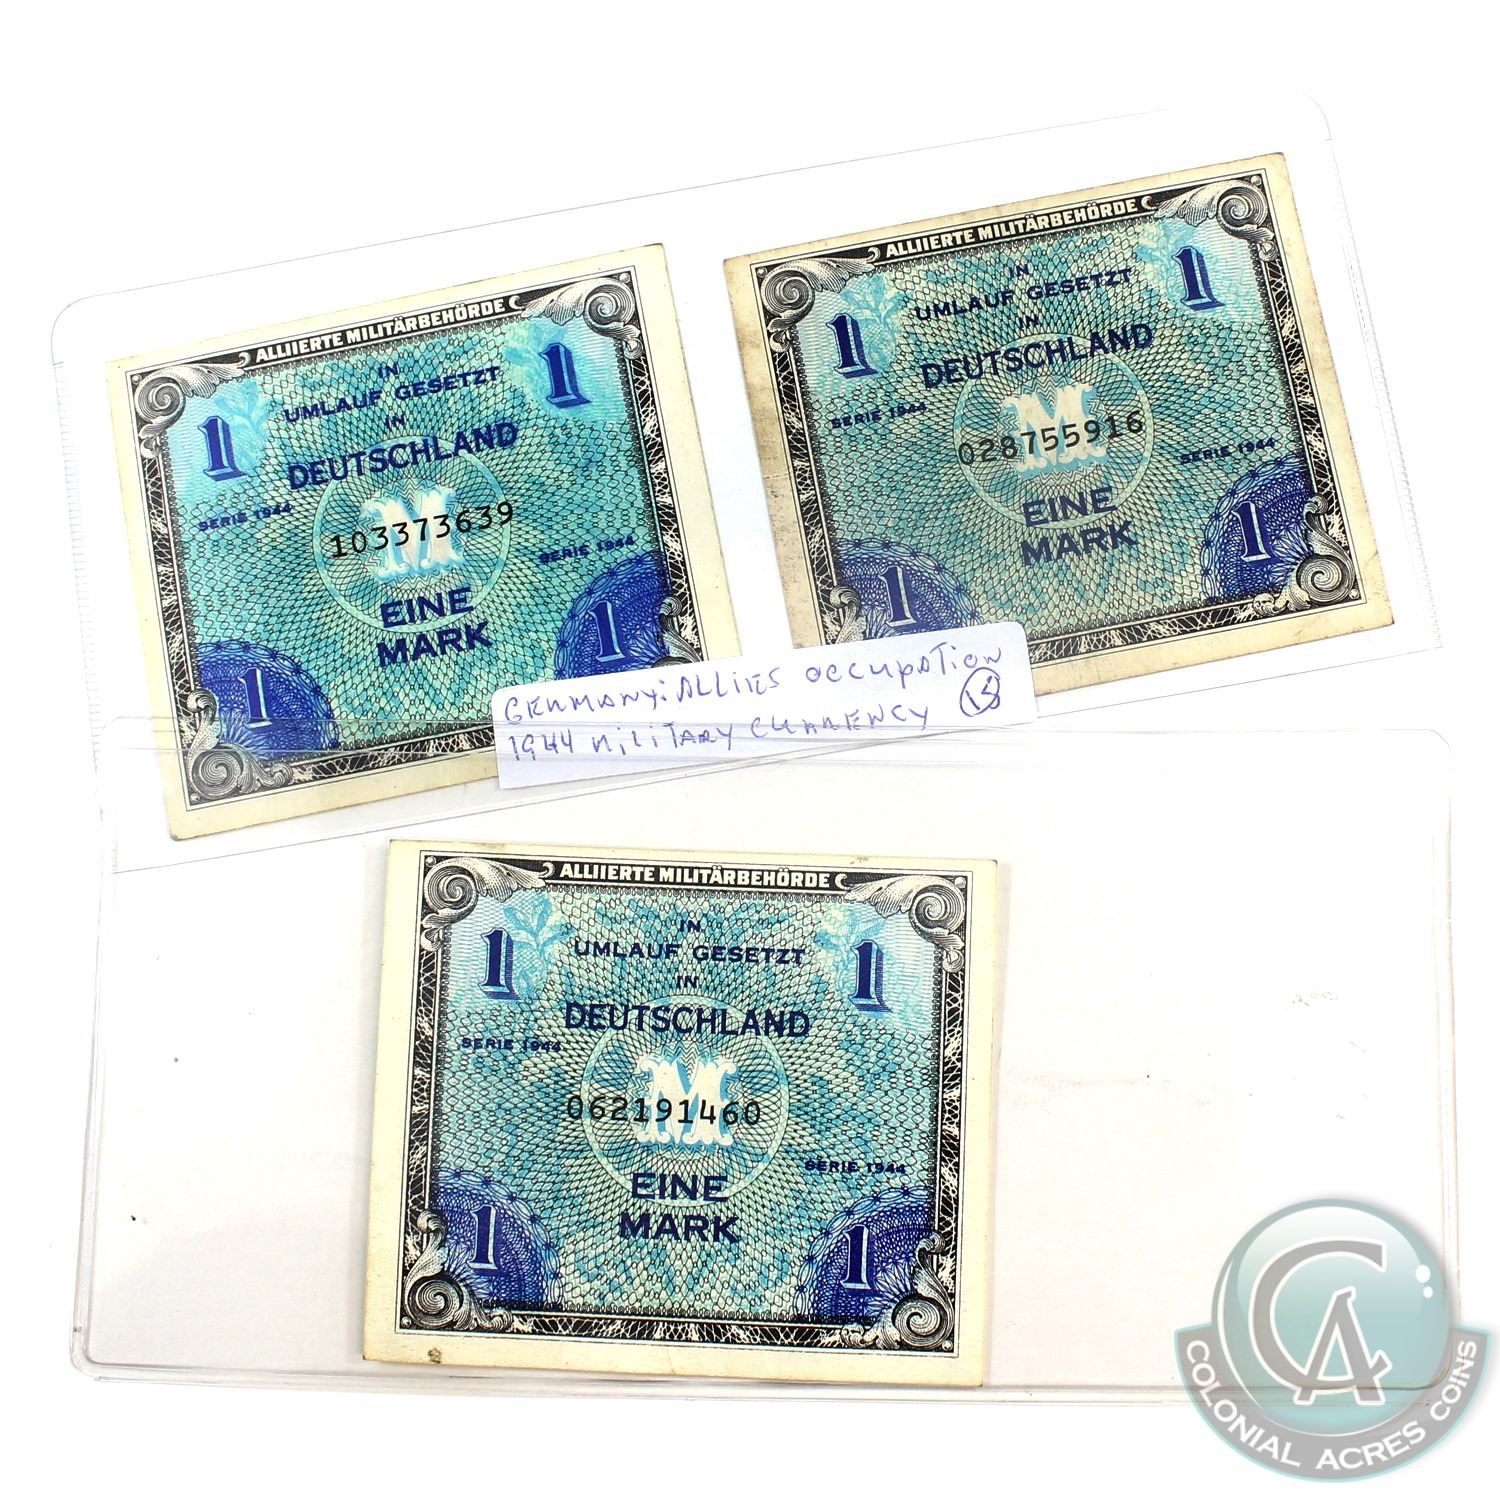 ALLIIERTE MILITÄRBEHÖRDE
IN
UMLAUF GESETZT
IN
DEUTSCHLAND
1 1
SERIE 1944
103373639
SERIE 1944
EINE
MARK
1 1
ALLIIERTE MILITÄRBEHÖRDE
IN
UMLAUF GESETZT
IN
DEUTSCHLAND
1 1
SERIE 1944
M
028755916
SERIE 1944
EINE
MARK
1 1
GERMANY: ALLIES OCCUPATION
1944 MILITARY CURRENCY
ALLIIERTE MILITÄRBEHÖRDE
IN
UMLAUF GESETZT
IN
DEUTSCHLAND
1 1
SERIE 1944
M
062191460
SERIE 1944
EINE
MARK
1 1
CA
COLONIAL ACRES COINS